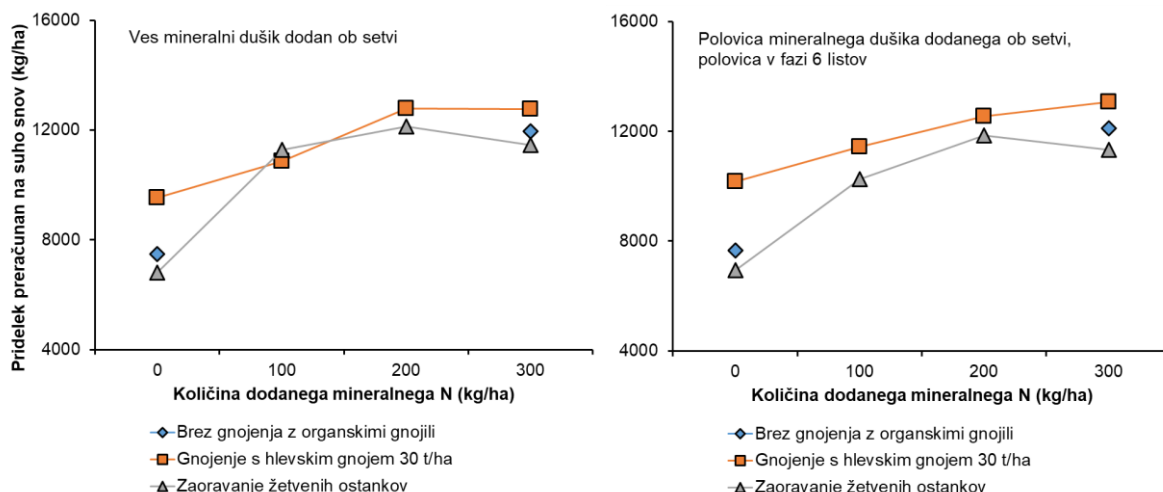 Pridelek preračunan na suho snov (kg/ha)
16000
12000
8000
4000
Ves mineralni dušik dodan ob setvi
0 100 200 300
Količina dodanega mineralnega N (kg/ha)
Brez gnojenja z organskimi gnojili
Gnojenje s hlevskim gnojem 30 t/ha
Zaoravanje žetvenih ostankov
16000
12000
8000
4000
Polovica mineralnega dušika dodanega ob setvi,
polovica v fazi 6 listov
0 100 200 300
Količina dodanega mineralnega N (kg/ha)
Brez gnojenja z organskimi gnojili
Gnojenje s hlevskim gnojem 30 t/ha
Zaoravanje žetvenih ostankov